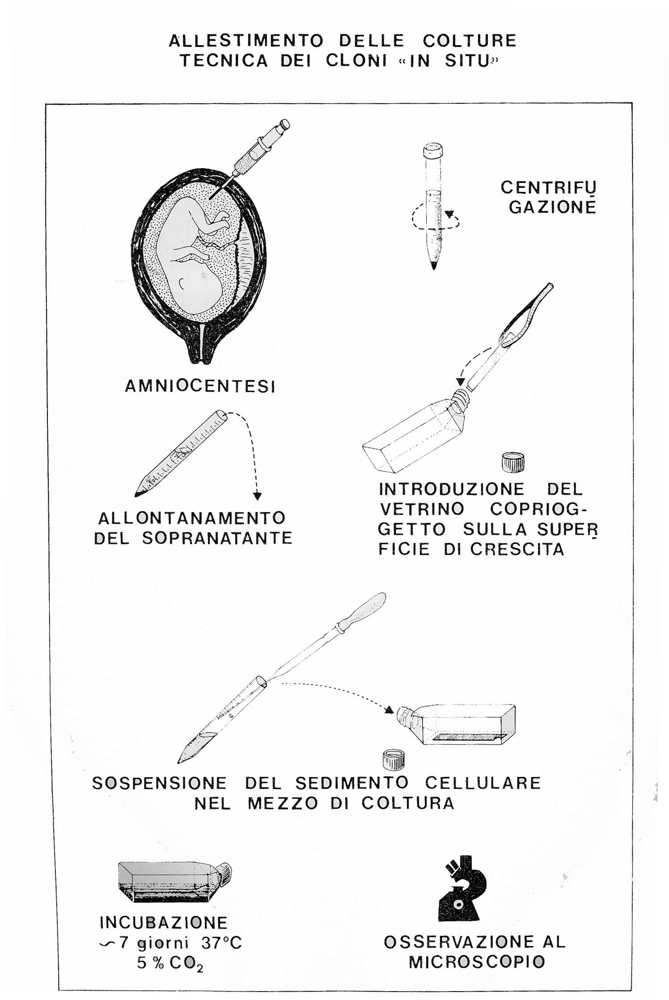 ALLESTIMENTO DELLE COLTURE
TECNICA DEI CLONI «IN SITU»
CENTRIFU
GAZIONE
AMNIOCENTESI
ALLONTANAMENTO
DEL SOPRANATANTE
INTRODUZIONE DEL
VETRINO COPRIOG-
GETTO SULLA SUPER
FICIE DI CRESCITA
10
SOSPENSIONE DEL SEDIMENTO CELLULARE
NEL MEZZO DI COLTURA
INCUBAZIONE
~7 giorni 37°C
5 % CO₂
OSSERVAZIONE AL
MICROSCOPIO